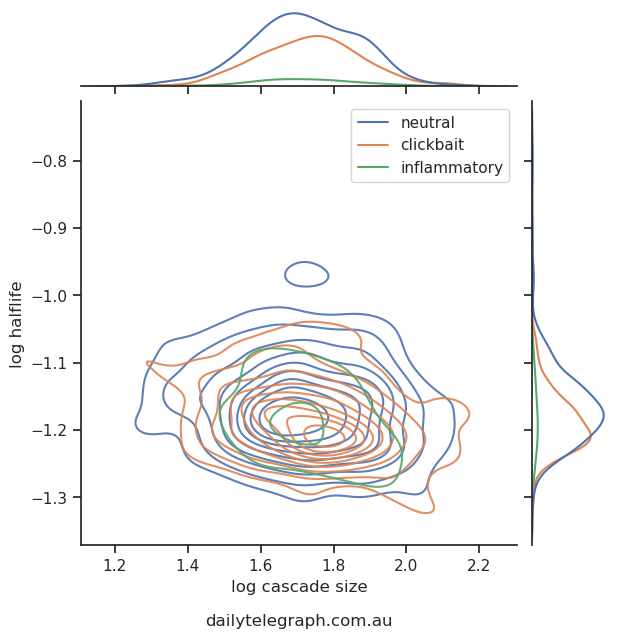 neutral
clickbait
inflammatory
−0.8
−0.9
−1.0
−1.1
−1.2
−1.3
log halflife
1.2 1.4 1.6 1.8 2.0 2.2
log cascade size
dailytelegraph.com.au